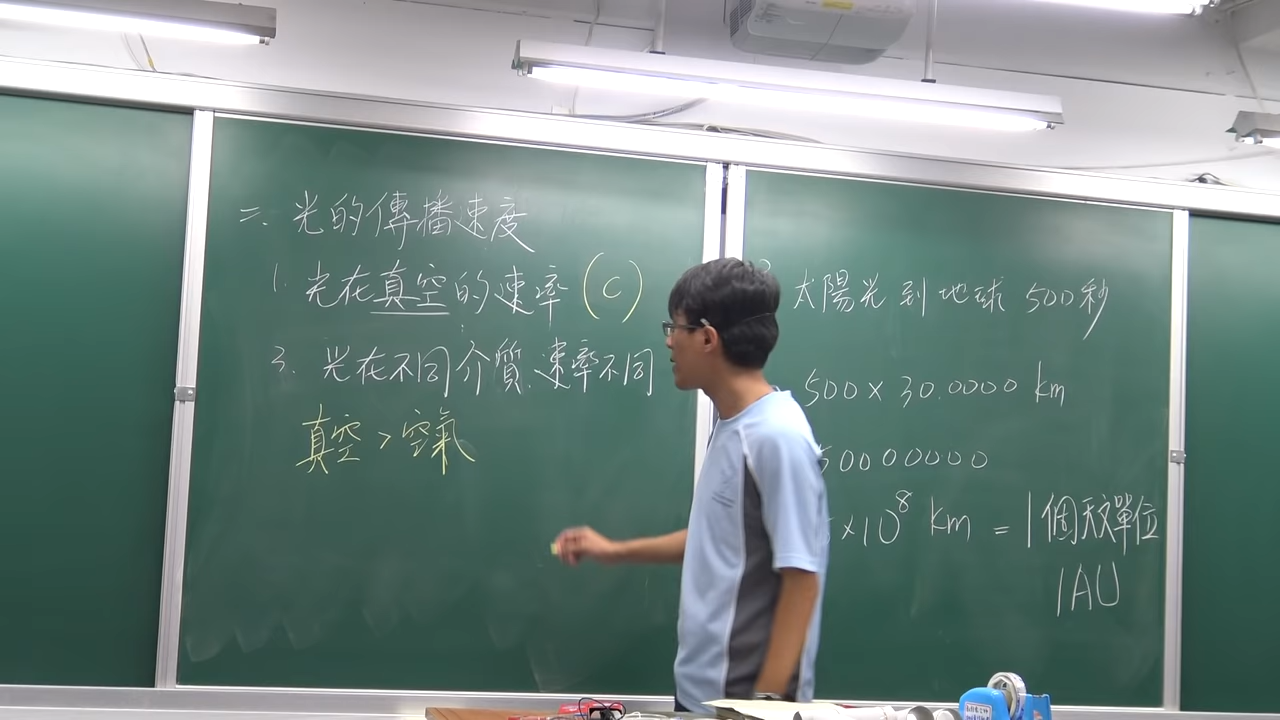 二. 光的傳播速度
1. 光在真空的速率(c)
3. 光在不同介質,速率不同
真空>空氣
太陽光到地球 500秒
500×30.0000 km
50000000
×10⁸ km = 1個天文單位
1AU